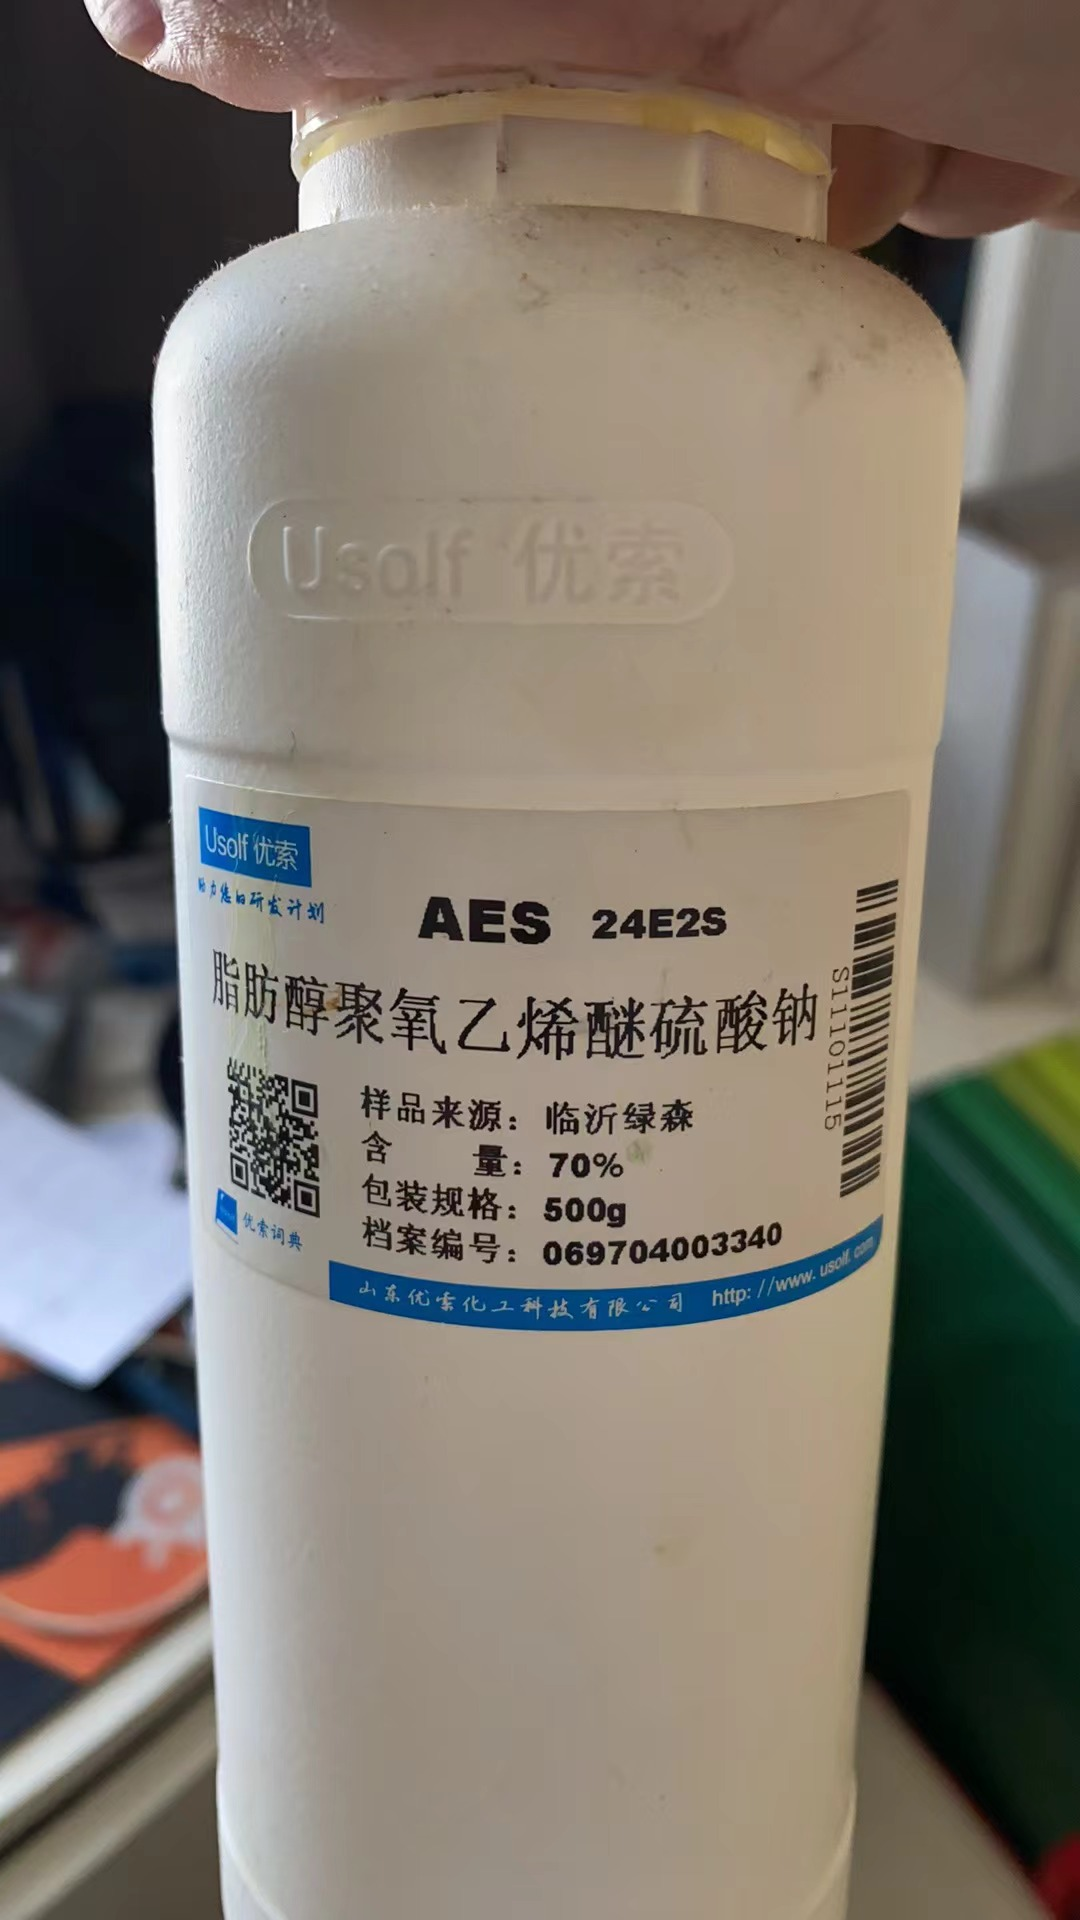 Usolf 优索
Usolf 优索
助力您的研发计划
AES 24E2S
脂肪醇聚氧乙烯醚硫酸钠
样品来源：临沂绿森
含 量：70%
包装规格：500g
档案编号：069704003340
S11101115
优索词典
山东优索化工科技有限公司 http://www.usolf.com